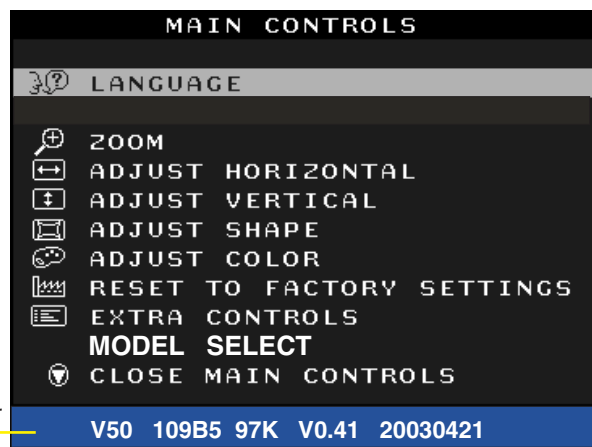 MAIN CONTROLS
LANGUAGE
ZOOM
ADJUST HORIZONTAL
ADJUST VERTICAL
ADJUST SHAPE
ADJUST COLOR
RESET TO FACTORY SETTINGS
EXTRA CONTROLS
MODEL SELECT
CLOSE MAIN CONTROLS
V50 109B5 97K V0.41 20030421